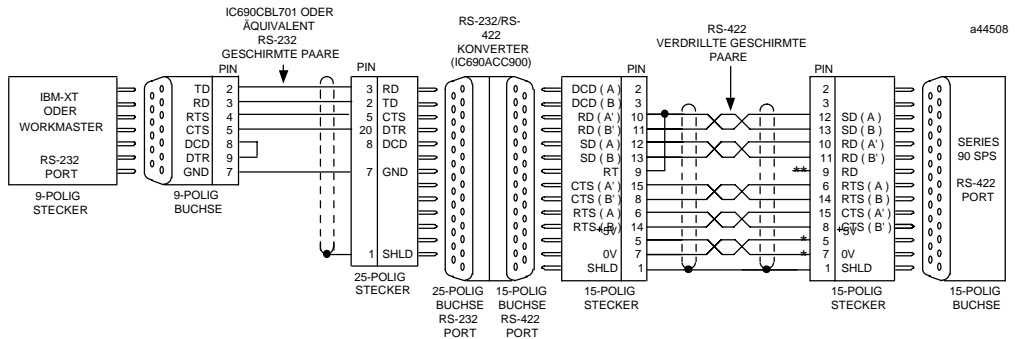 IC690CBL701 ODER
ÄQUIVALENT
RS-232
GESCHIRMTE PAARE
RS-232/RS-
422
KONVERTER
(IC690ACC900)
RS-422
VERDRILLTE GESCHIRMTE
PAARE
a44508
IBM-XT
ODER
WORKMASTER
RS-232
PORT
9-POLIG
STECKER
PIN
TD 2
RD 3
RTS 4
CTS 5
DCD 8
DTR 9
GND 7
9-POLIG
BUCHSE
PIN
3 RD
2 TD
5 CTS
20 DTR
8 DCD
7 GND
1 SHLD
25-POLIG
STECKER
25-POLIG
BUCHSE
RS-232
PORT
15-POLIG
BUCHSE
RS-422
PORT
PIN
DCD ( A ) 2
DCD ( B ) 3
RD ( A' ) 10
RD ( B' ) 11
SD ( A ) 12
SD ( B ) 13
RT 9
CTS ( A' ) 15
CTS ( B' ) 8
RTS ( A ) 6
RTS ( B ) 14
+5V 5
0V 7
SHLD 1
15-POLIG
STECKER
PIN
2
3
12 SD ( A )
13 SD ( B )
10 RD ( A' )
11 RD ( B' )
** 9 RD
6 RTS ( A )
14 RTS ( B )
15 CTS ( A' )
8 CTS ( B' )
* 5 +5V
* 7 0V
1 SHLD
15-POLIG
STECKER
SERIES
90 SPS
RS-422
PORT
15-POLIG
BUCHSE